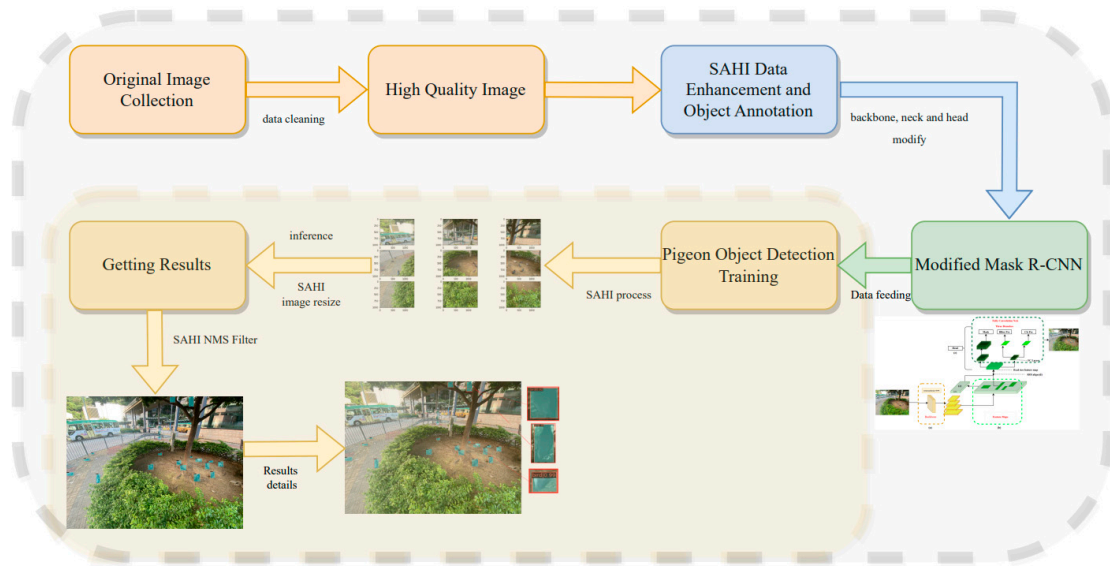 Original Image
Collection
data cleaning
High Quality Image
SAHI Data
Enhancement and
Object Annotation
backbone, neck and head
modify
Getting Results
inference
SAHI
image resize
SAHI process
Pigeon Object Detection
Training
Data feeding
Modified Mask R-CNN
SAHI NMS Filter
Results
details